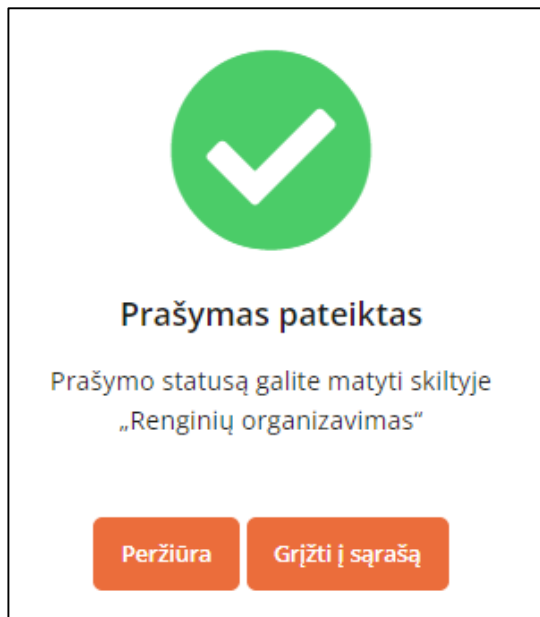 Prašymas pateiktas
Prašymo statusą galite matyti skiltyje
„Renginių organizavimas“
Peržiūra
Grįžti į sąrašą